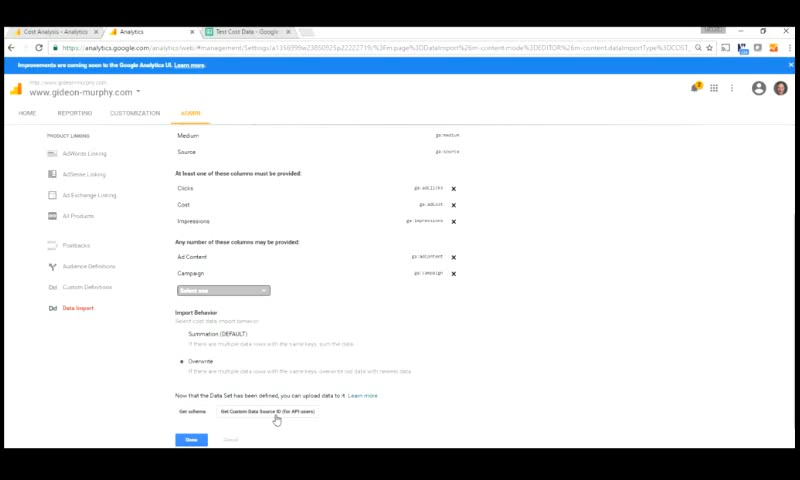 Cost Analysis - Analytics
Analytics
Test Cost Data - Google
https://analytics.google.com/analytics/web/
Improvements are coming soon to the Google Analytics UI. Learn more.
http://www.gideon-murphy.com
www.gideon-murphy.com
HOME
REPORTING
CUSTOMIZATION
ADMIN
PRODUCT LINKING
AdWords Linking
AdSense Linking
Ad Exchange Linking
All Products
Postbacks
Audience Definitions
Dd Custom Definitions
Dd Data Import
Medium ga:medium
Source ga:source
At least one of these columns must be provided:
Clicks ga:adClicks
Cost ga:adCost
Impressions ga:impressions
Any number of these columns may be provided:
Ad Content ga:adContent
Campaign ga:campaign
Select one
Import Behavior
Select cost data import behavior
Summation (DEFAULT)
If there are multiple data rows with the same keys, sum the data.
Overwrite
If there are multiple data rows with the same keys, overwrite old data with newest data.
Now that the Data Set has been defined, you can upload data to it. Learn more
Get schema
Get Custom Data Source ID (for API users)
Done
Cancel